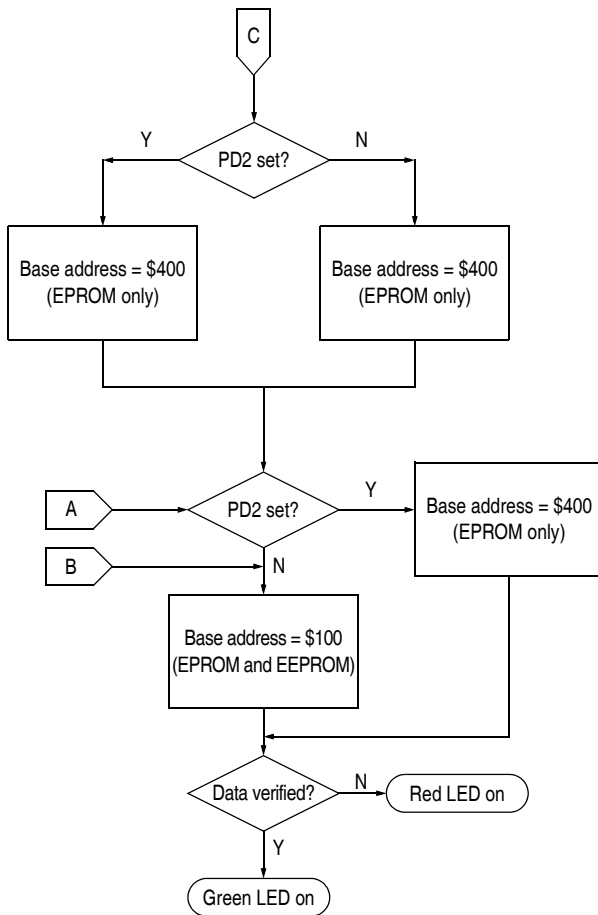 C
Y
N
PD2 set?
Base address = $400
(EPROM only)
Base address = $400
(EPROM only)
A
PD2 set?
Y
Base address = $400
(EPROM only)
B
N
Base address = $100
(EPROM and EEPROM)
Data verified?
N
Red LED on
Y
Green LED on